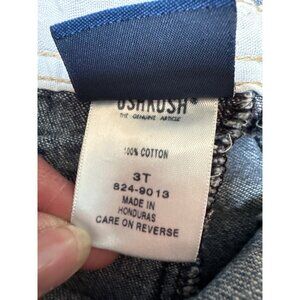 OSHKOSH
THE GENUINE ARTICLE
100% COTTON
3T
824-9013
MADE IN
HONDURAS
CARE ON REVERSE